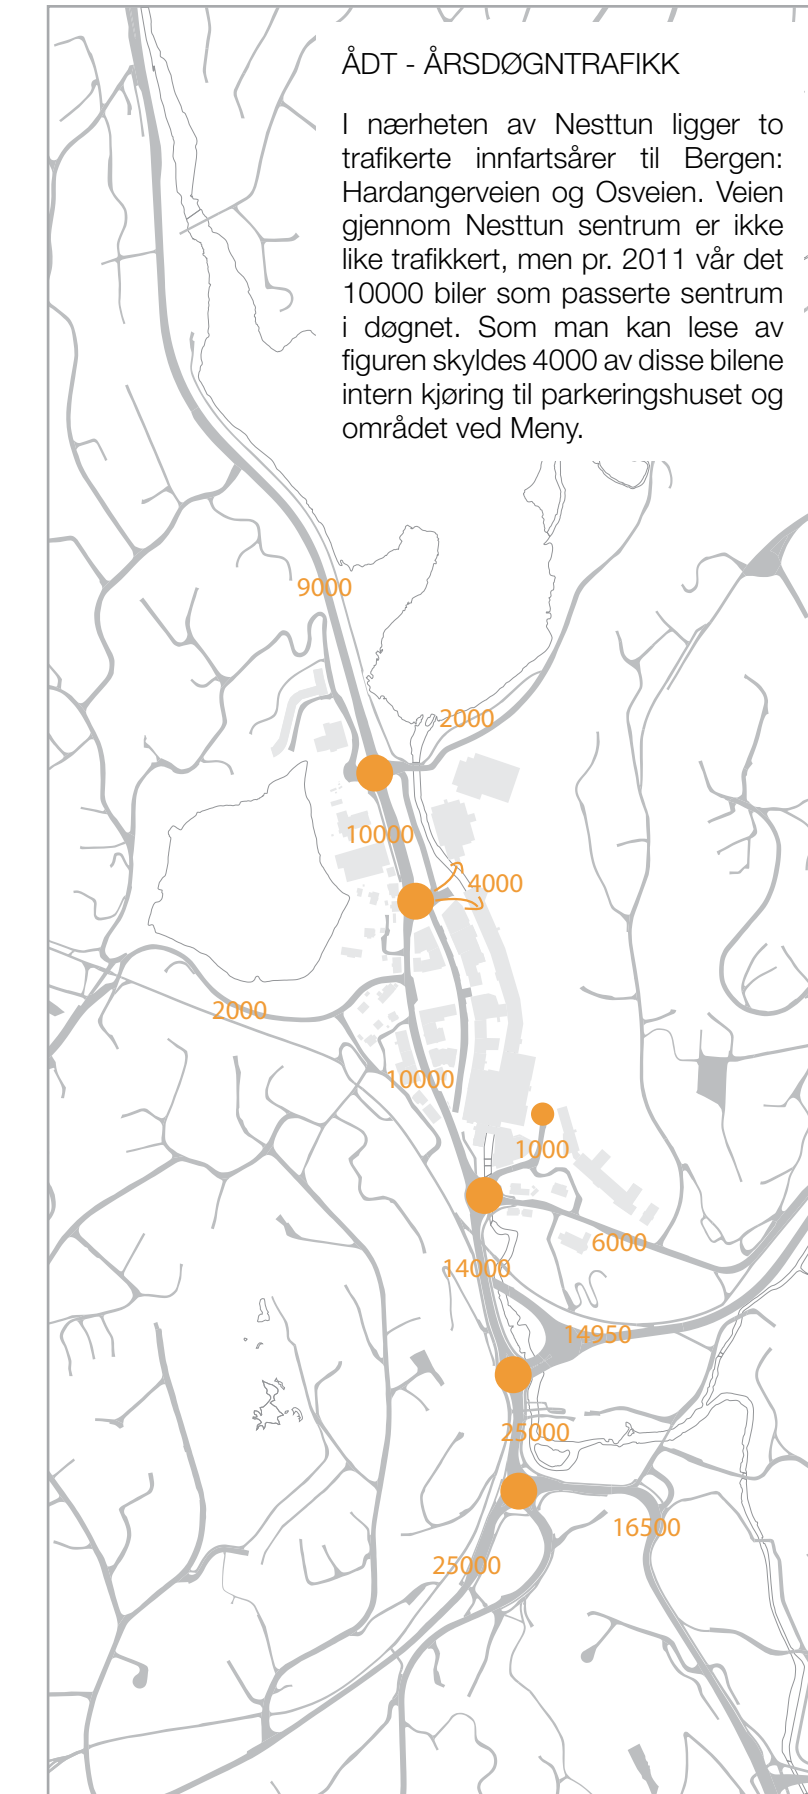 ÅDT - ÅRSDØGNTRAFIKK
I nærheten av Nesttun ligger to
trafikerte innfartsårer til Bergen:
Hardangerveien og Osveien. Veien
gjennom Nesttun sentrum er ikke
like trafikkert, men pr. 2011 vår det
10000 biler som passerte sentrum
i døgnet. Som man kan lese av
figuren skyldes 4000 av disse bilene
intern kjøring til parkeringshuset og
området ved Meny.
9000
2000
10000
4000
2000
10000
1000
6000
14000
14950
25000
16500
25000